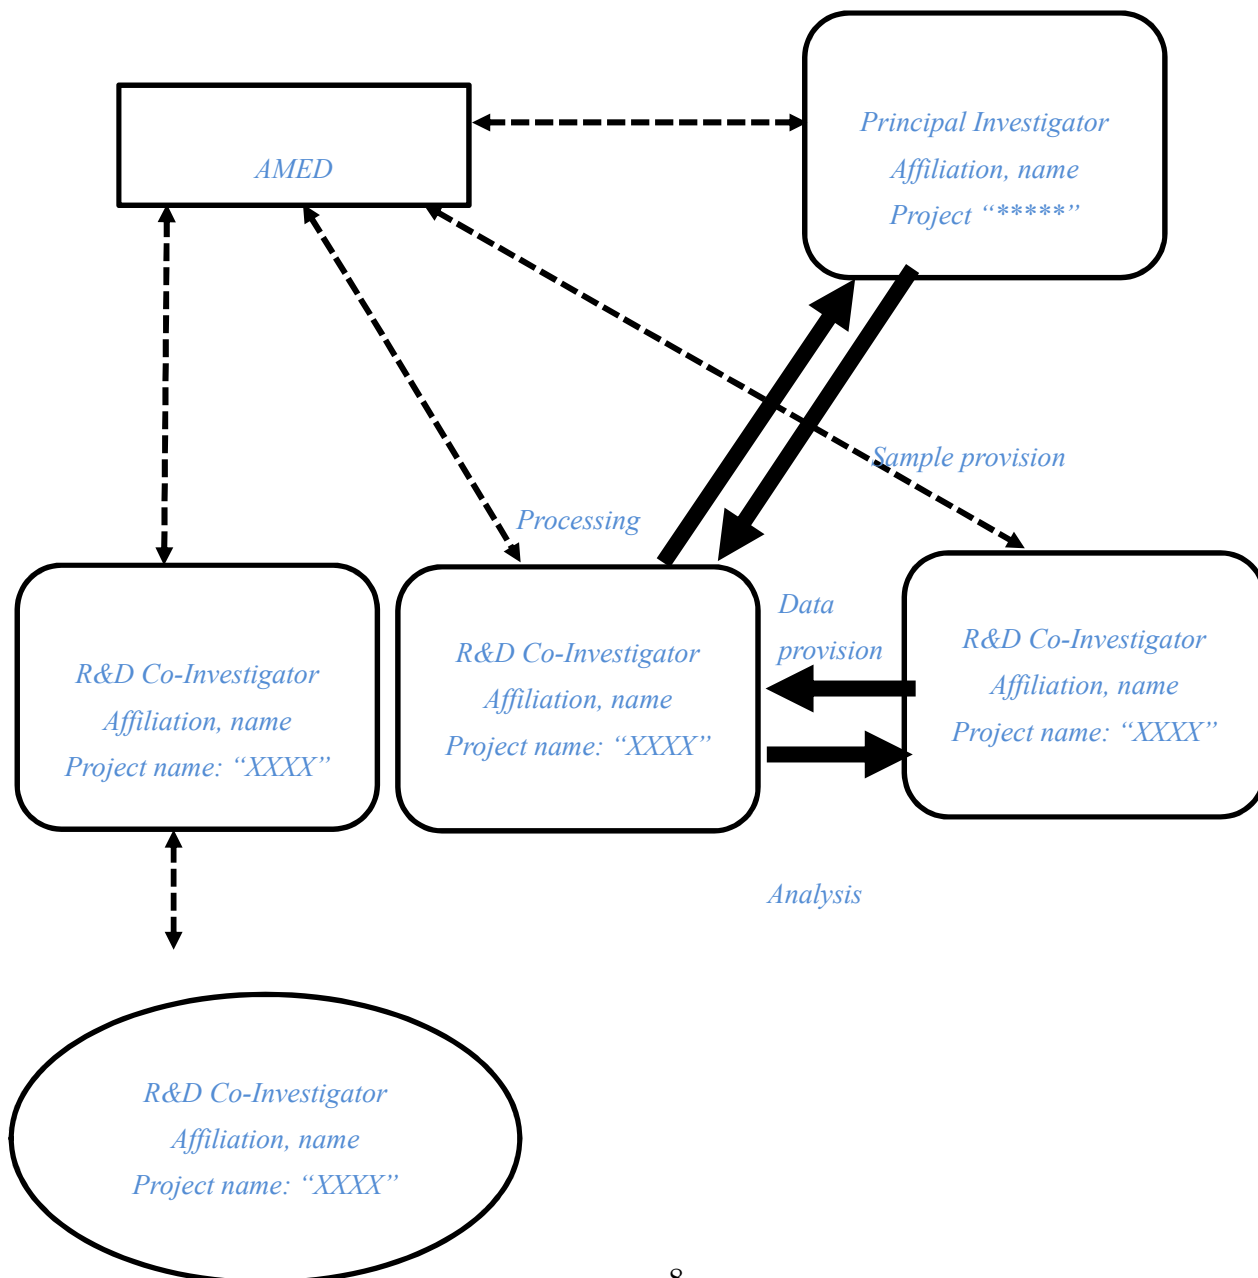 Principal Investigator
Affiliation, name
Project “*****”
AMED
Sample provision
Processing
Data
provision
R&D Co-Investigator
Affiliation, name
Project name: “XXXX”
R&D Co-Investigator
Affiliation, name
Project name: “XXXX”
R&D Co-Investigator
Affiliation, name
Project name: “XXXX”
Analysis
R&D Co-Investigator
Affiliation, name
Project name: “XXXX”
8